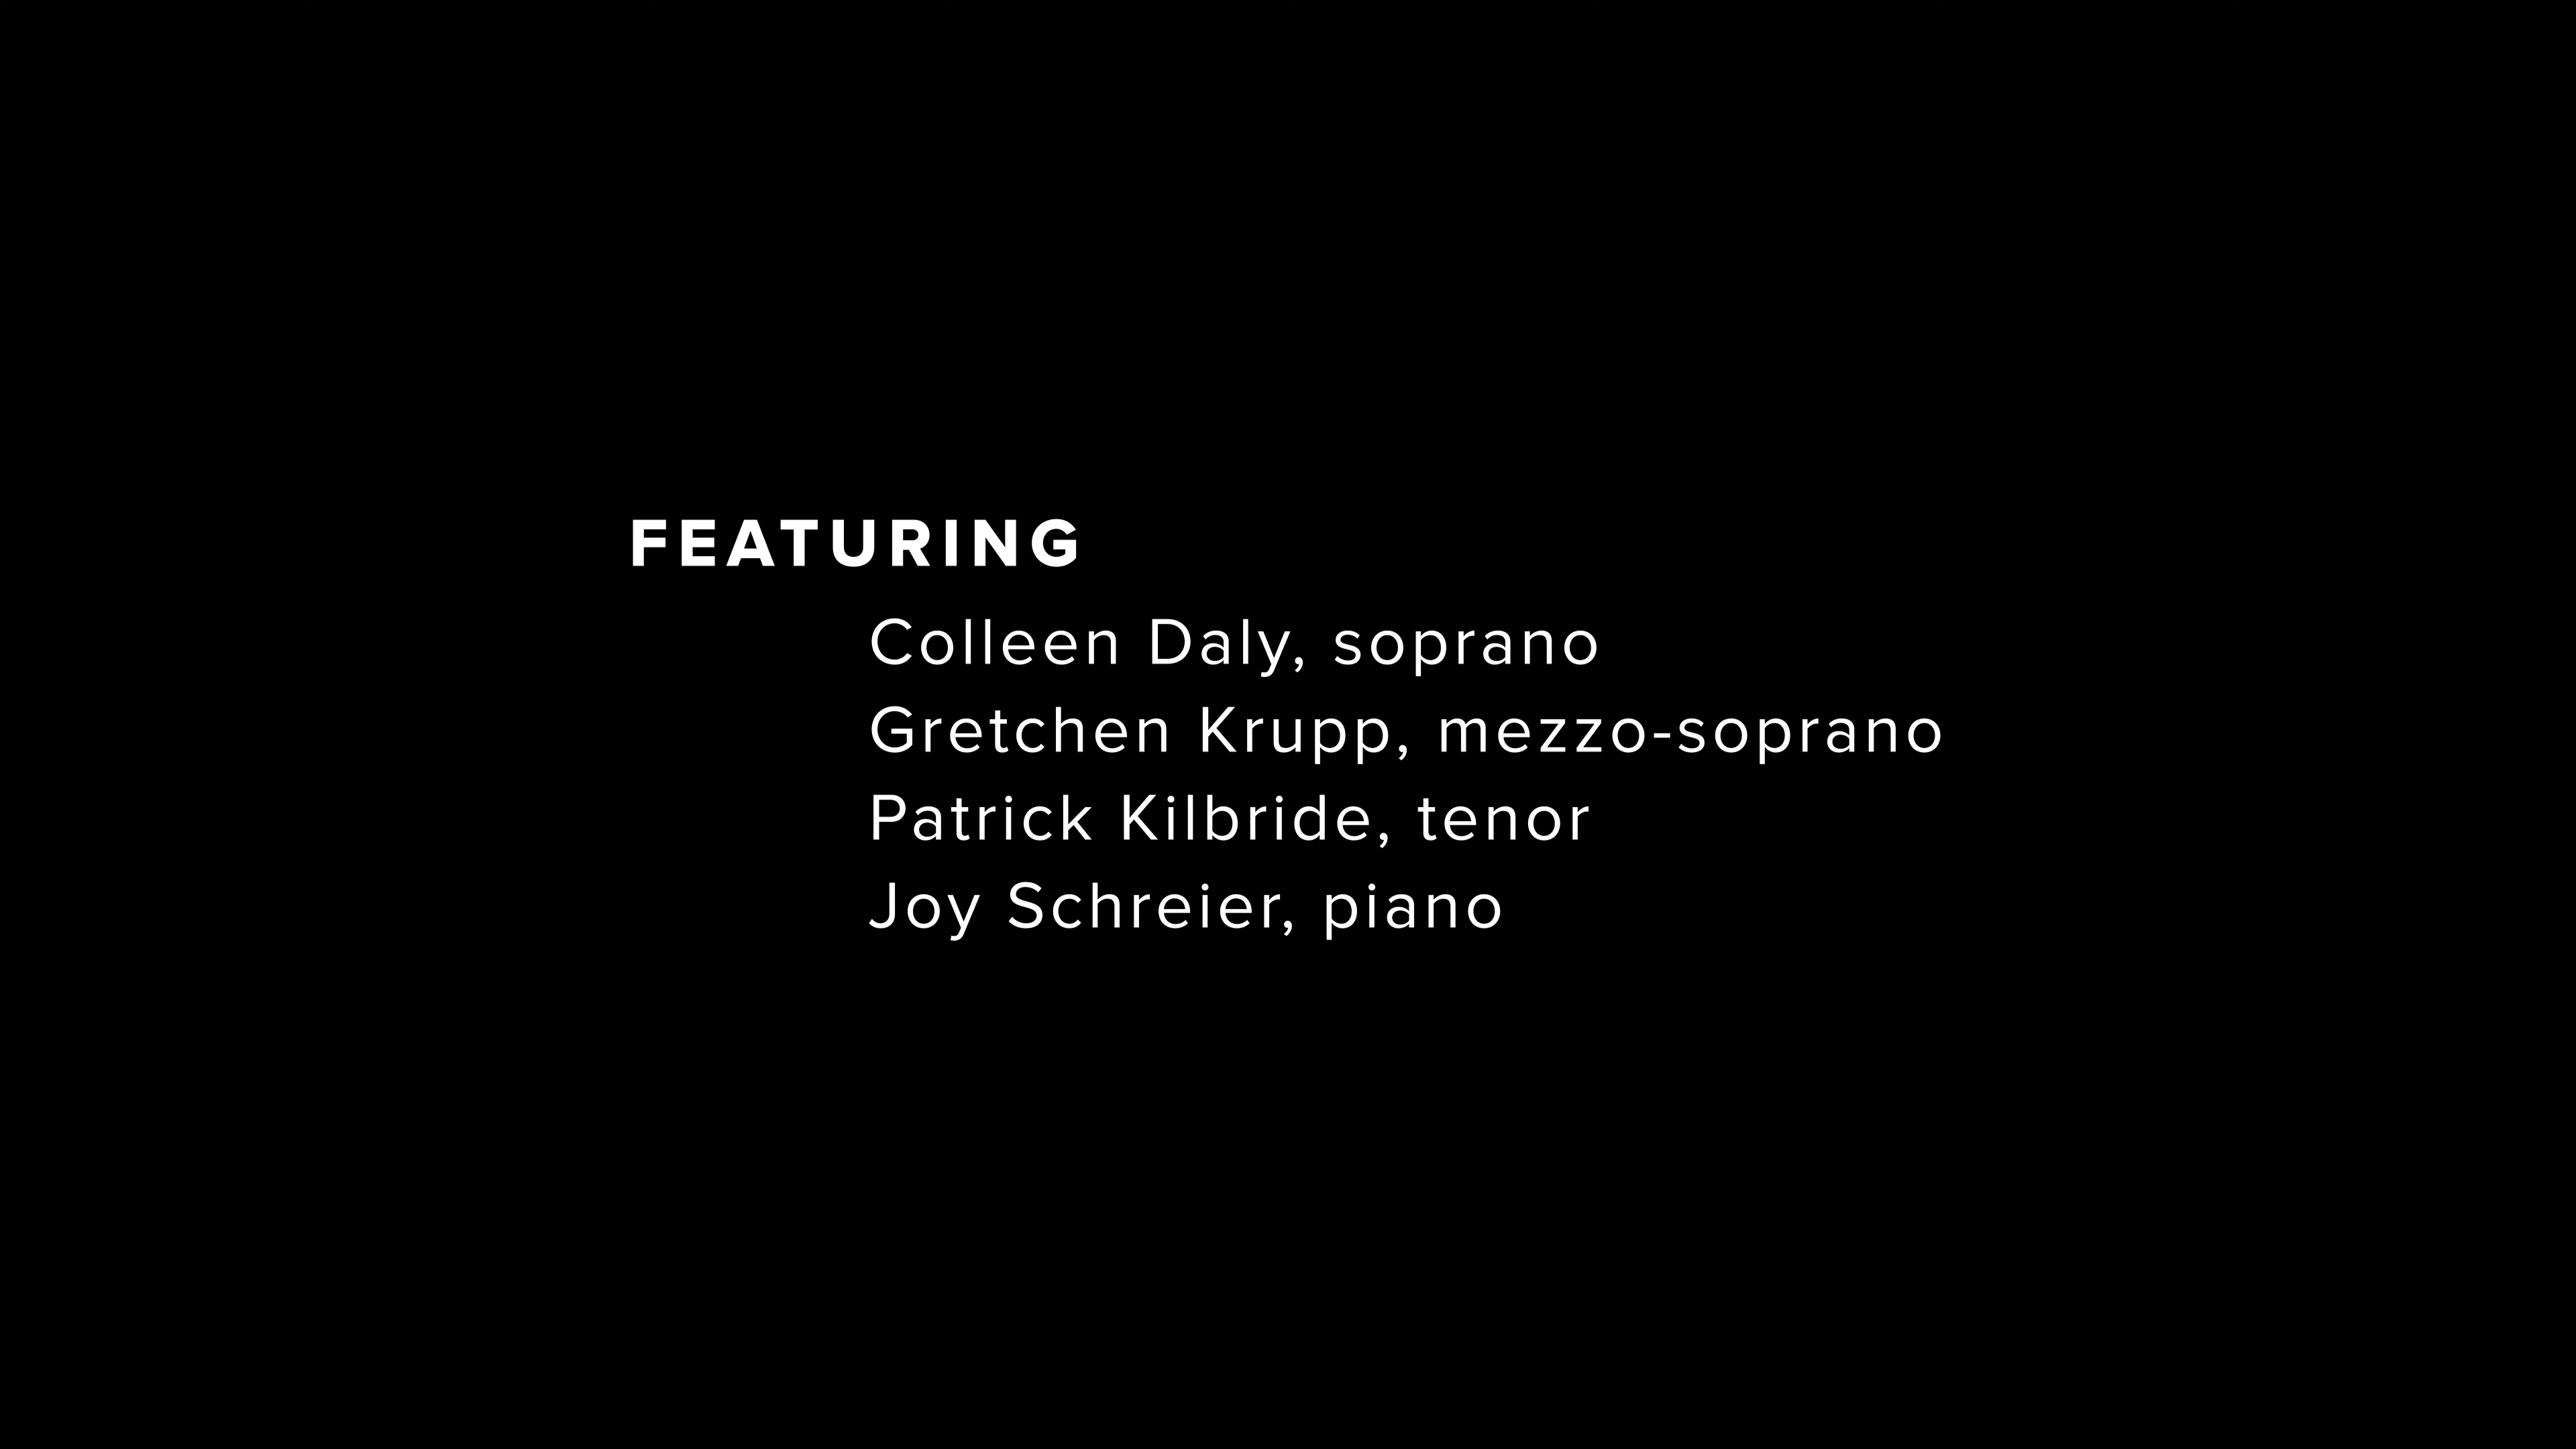 FEATURING
Colleen Daly, soprano
Gretchen Krupp, mezzo-soprano
Patrick Kilbride, tenor
Joy Schreier, piano